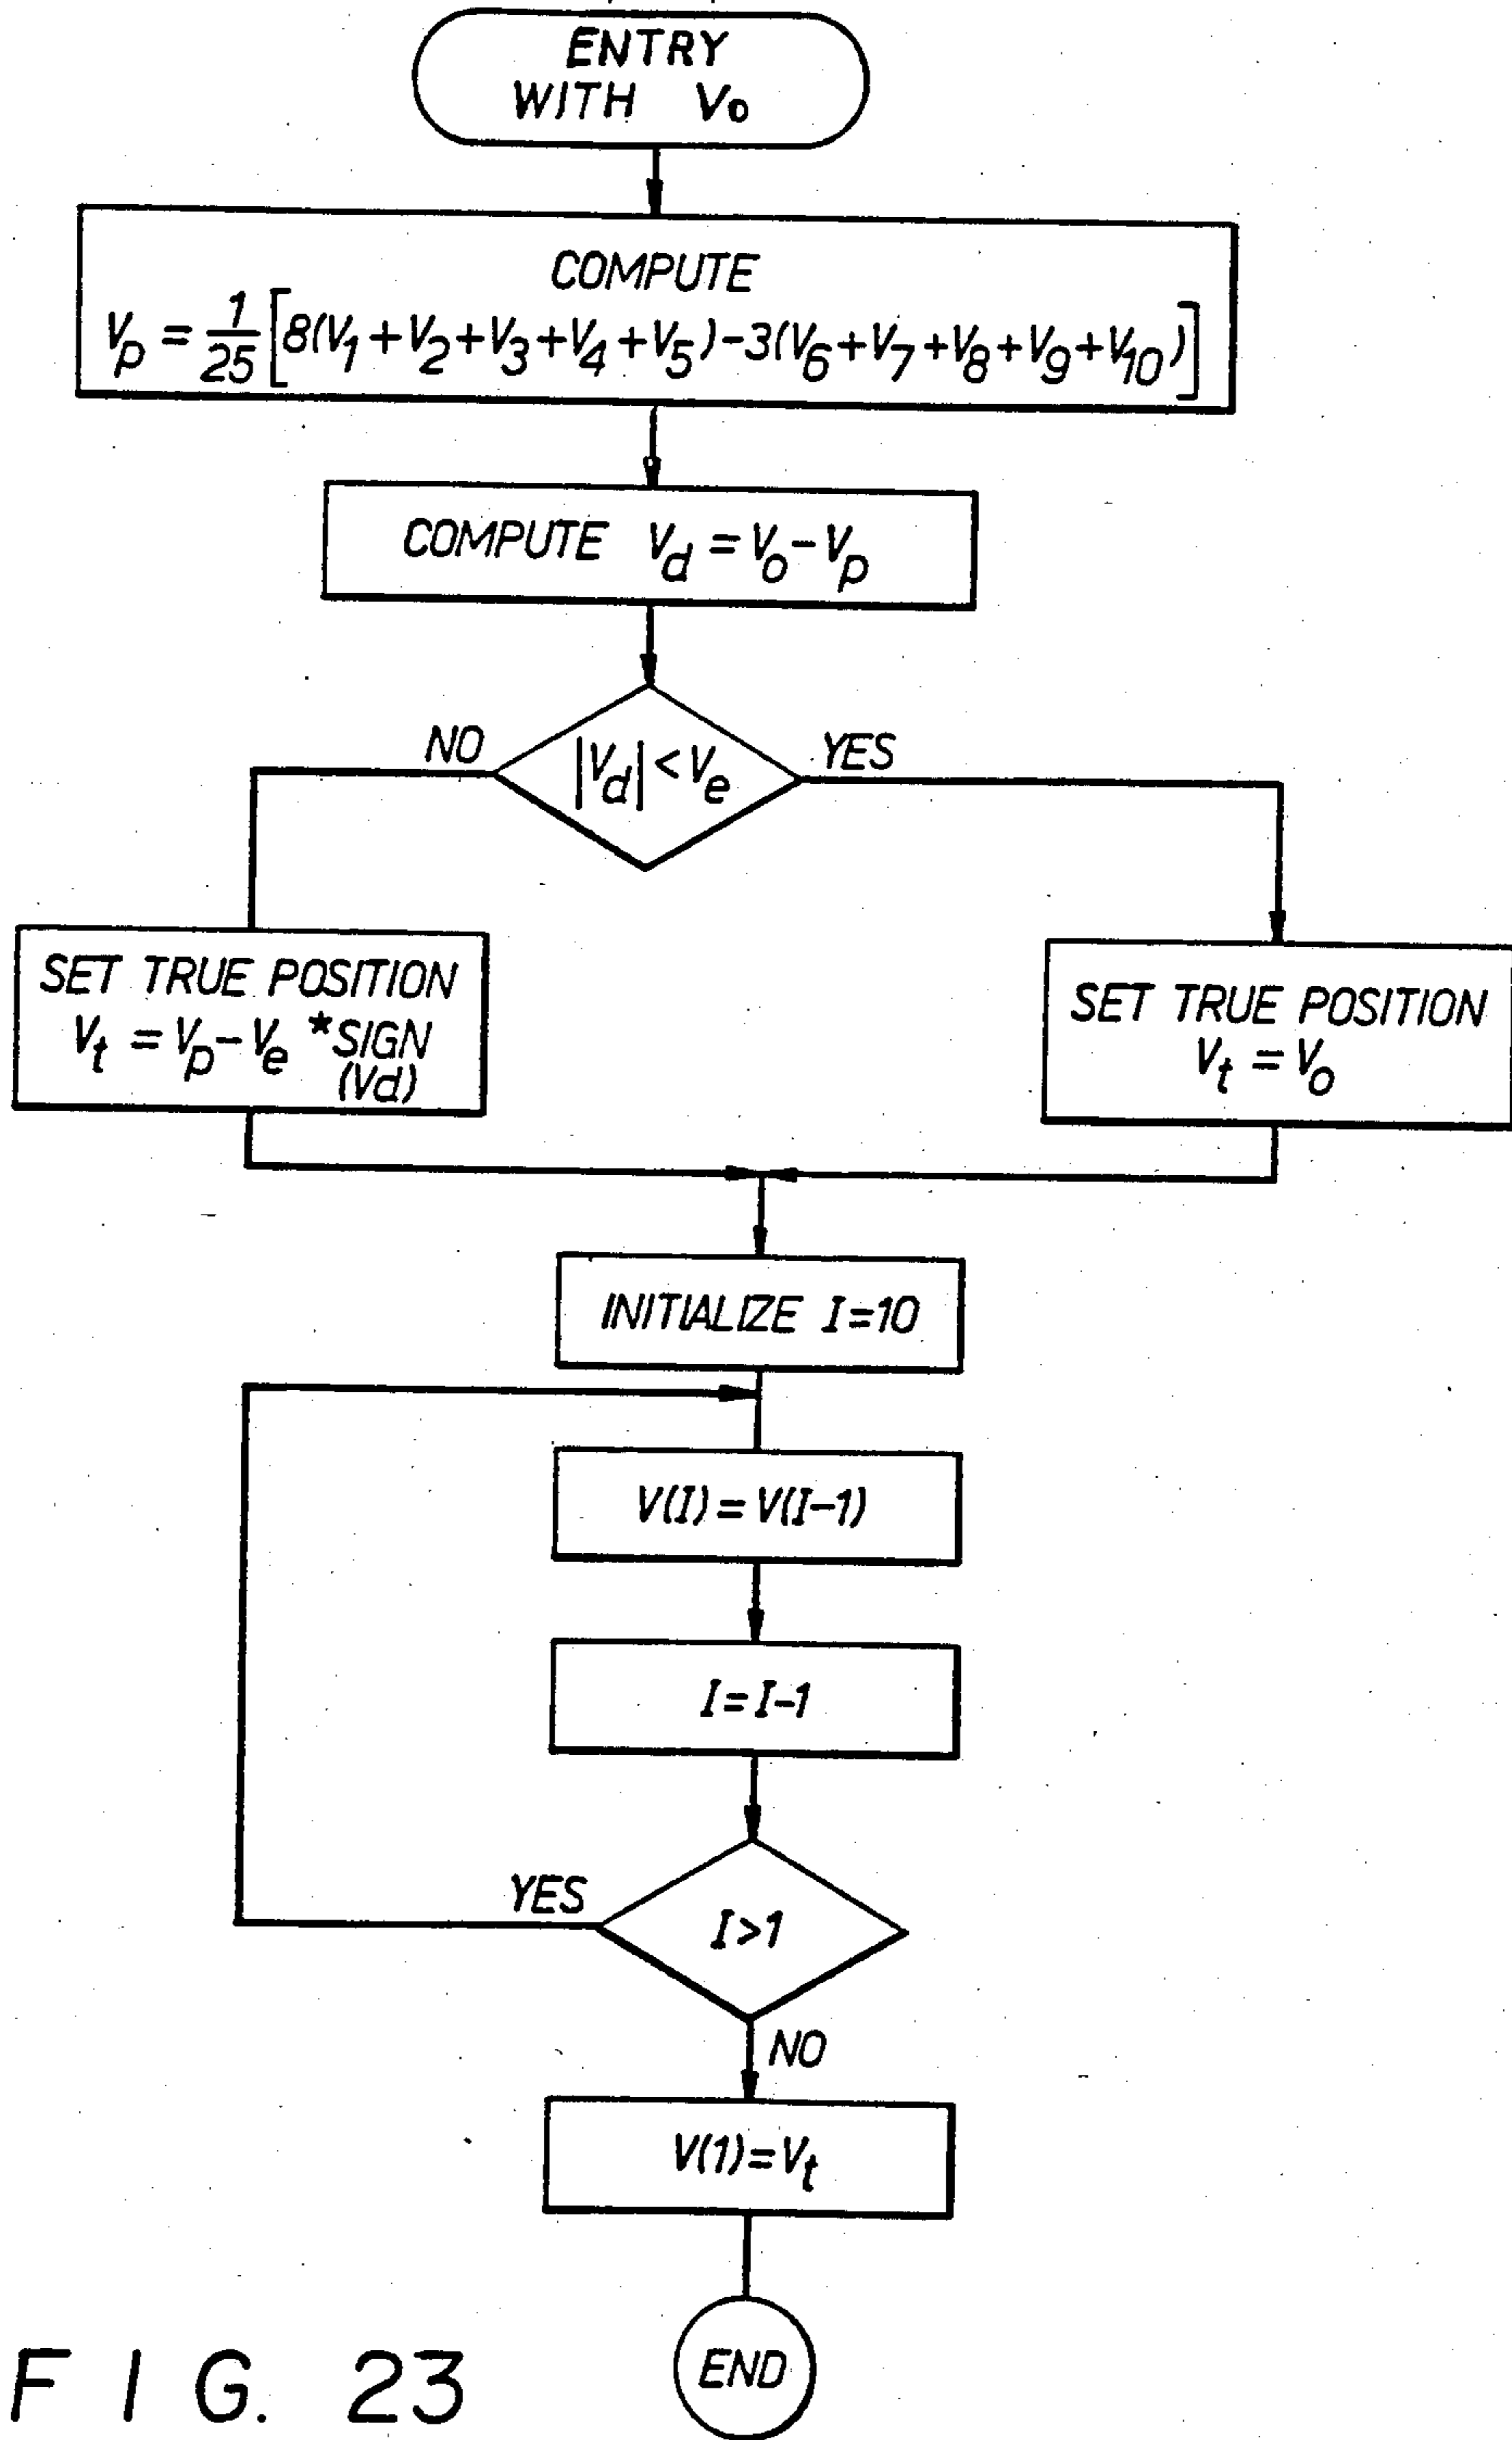 ENTRY
WITH Vo
COMPUTE
Vp = 1/25 [8(V1+V2+V3+V4+V5)-3(V6+V7+V8+V9+V10)]
COMPUTE Vd = Vo - Vp
NO
|Vd| < Ve
YES
SET TRUE POSITION
Vt = Vp - Ve *SIGN
(Vd)
SET TRUE POSITION
Vt = Vo
INITIALIZE I=10
V(I)=V(I-1)
I=I-1
YES
I>1
NO
V(1)=Vt
END
FIG. 23